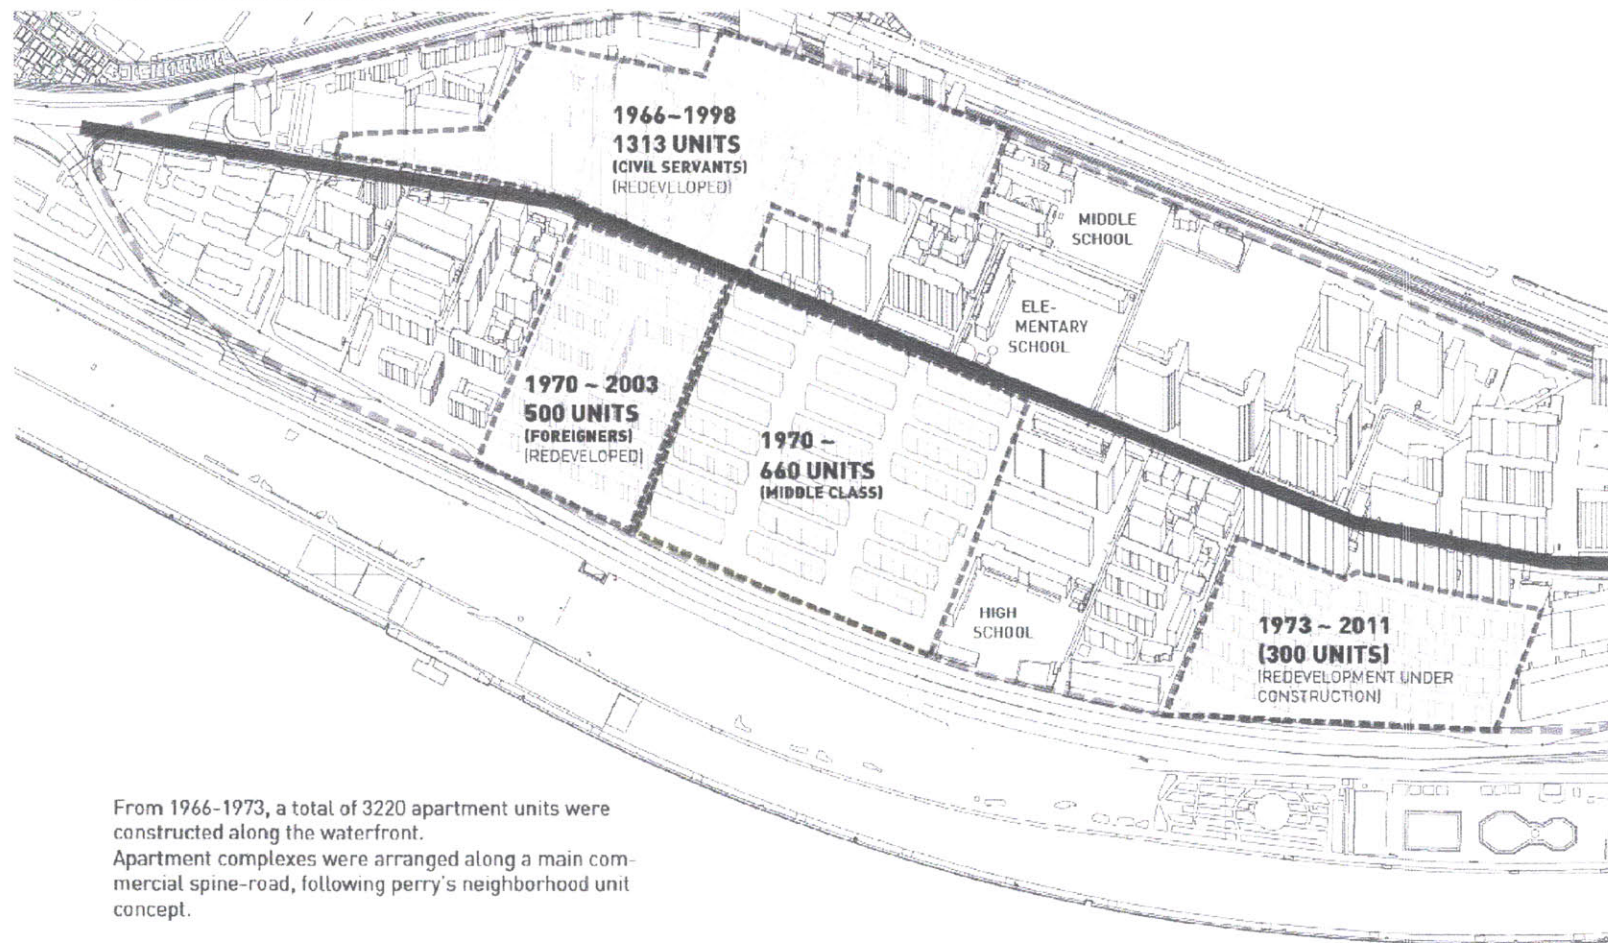 1966~1998
1313 UNITS
(CIVIL SERVANTS)
(REDEVELOPED)
MIDDLE
SCHOOL
ELE-
MENTARY
SCHOOL
1970 ~ 2003
500 UNITS
(FOREIGNERS)
(REDEVELOPED)
1970 ~
660 UNITS
(MIDDLE CLASS)
HIGH
SCHOOL
1973 ~ 2011
(300 UNITS)
(REDEVELOPMENT UNDER
CONSTRUCTION)
From 1966-1973, a total of 3220 apartment units were
constructed along the waterfront.
Apartment complexes were arranged along a main com-
mercial spine-road, following perry's neighborhood unit
concept.